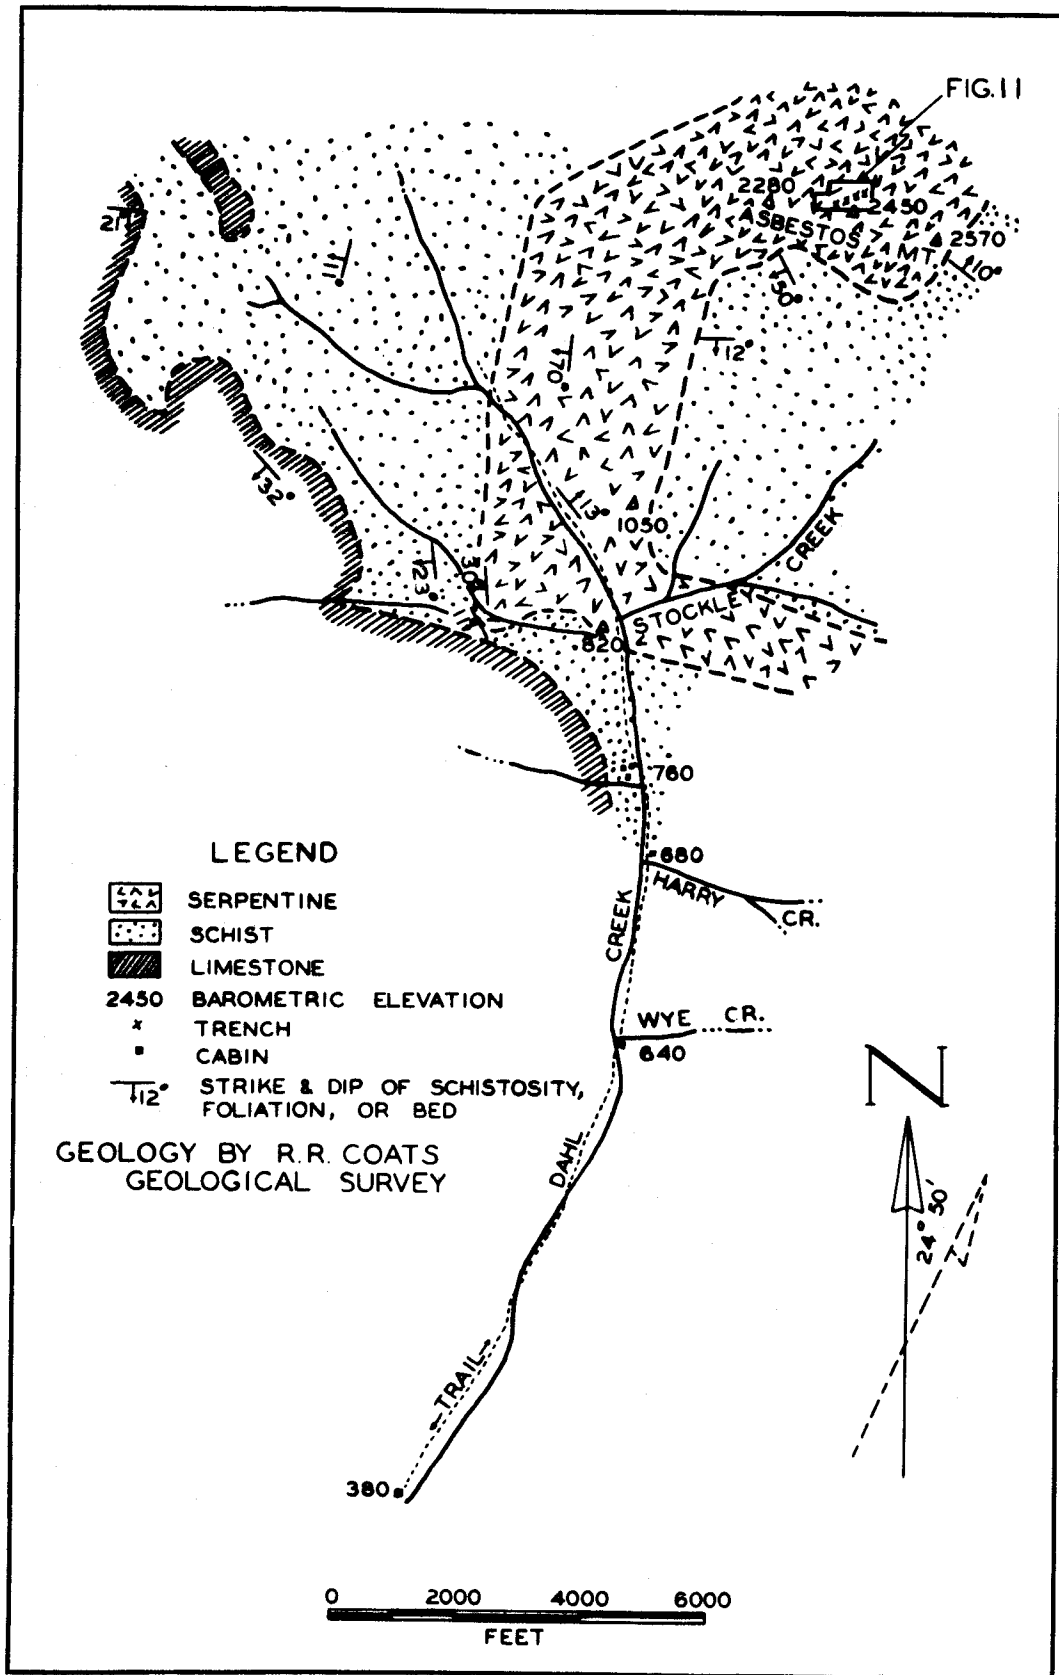 FIG.11
2280
2450
ASBESTOS MT.
2570
21°
11°
10°
50°
12°
70°
32°
13°
1050
CREEK
23°
30°
STOCKLEY
820
760
680
HARRY
CR.
CREEK
WYE CR.
640
DAHL
TRAIL
380
LEGEND
SERPENTINE
SCHIST
LIMESTONE
2450 BAROMETRIC ELEVATION
TRENCH
CABIN
12° STRIKE & DIP OF SCHISTOSITY,
FOLIATION, OR BED
GEOLOGY BY R.R. COATS
GEOLOGICAL SURVEY
N
24° 50'
0 2000 4000 6000
FEET